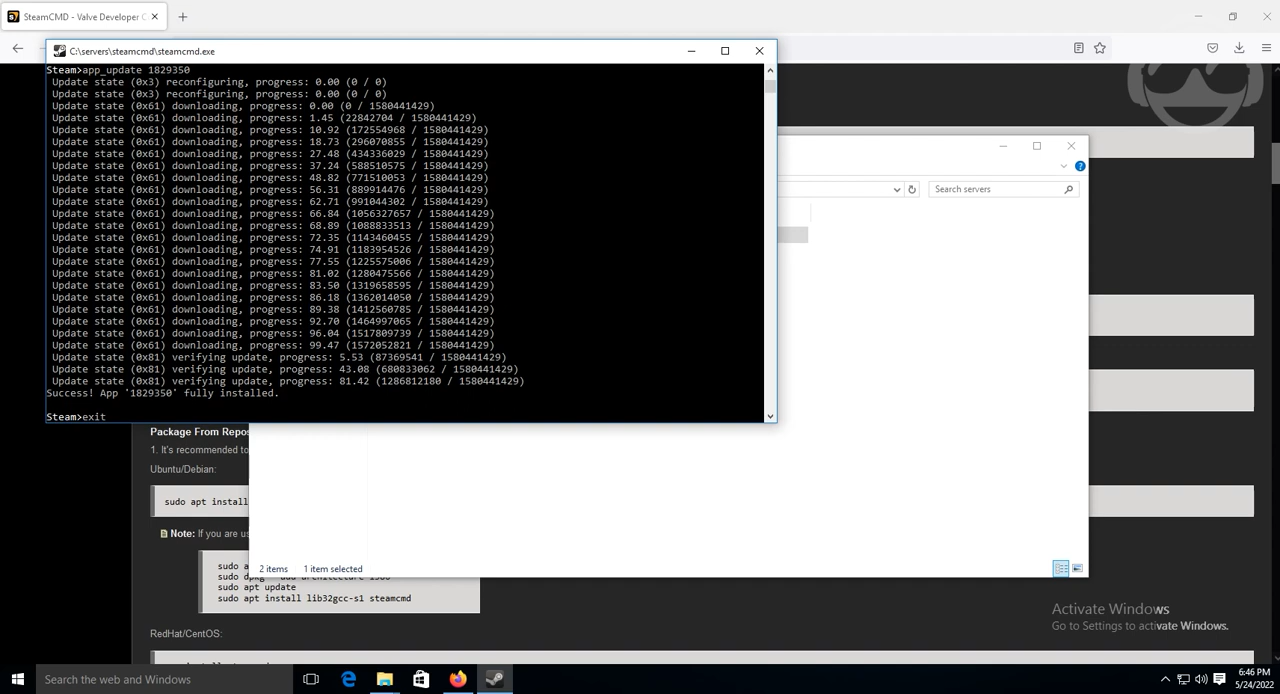 SteamCMD - Valve Developer C
C:\servers\steamcmd\steamcmd.exe
Steam>app_update 1829350
Update state (0x3) reconfiguring, progress: 0.00 (0 / 0)
Update state (0x3) reconfiguring, progress: 0.00 (0 / 0)
Update state (0x61) downloading, progress: 0.00 (0 / 1580441429)
Update state (0x61) downloading, progress: 1.45 (22842704 / 1580441429)
Update state (0x61) downloading, progress: 10.92 (172554968 / 1580441429)
Update state (0x61) downloading, progress: 18.73 (296070855 / 1580441429)
Update state (0x61) downloading, progress: 27.48 (434336029 / 1580441429)
Update state (0x61) downloading, progress: 37.24 (588510575 / 1580441429)
Update state (0x61) downloading, progress: 48.82 (771510053 / 1580441429)
Update state (0x61) downloading, progress: 56.31 (889914476 / 1580441429)
Update state (0x61) downloading, progress: 62.71 (991044302 / 1580441429)
Update state (0x61) downloading, progress: 66.84 (1056327657 / 1580441429)
Update state (0x61) downloading, progress: 68.89 (1088833513 / 1580441429)
Update state (0x61) downloading, progress: 72.35 (1143460455 / 1580441429)
Update state (0x61) downloading, progress: 74.91 (1183954526 / 1580441429)
Update state (0x61) downloading, progress: 77.55 (1225575006 / 1580441429)
Update state (0x61) downloading, progress: 81.02 (1280475566 / 1580441429)
Update state (0x61) downloading, progress: 83.50 (1319658595 / 1580441429)
Update state (0x61) downloading, progress: 86.18 (1362014050 / 1580441429)
Update state (0x61) downloading, progress: 89.38 (1412560785 / 1580441429)
Update state (0x61) downloading, progress: 92.70 (1464997065 / 1580441429)
Update state (0x61) downloading, progress: 96.04 (1517809739 / 1580441429)
Update state (0x61) downloading, progress: 99.47 (1572052821 / 1580441429)
Update state (0x81) verifying update, progress: 5.53 (87369541 / 1580441429)
Update state (0x81) verifying update, progress: 43.08 (680833062 / 1580441429)
Update state (0x81) verifying update, progress: 81.42 (1286812180 / 1580441429)
Success! App '1829350' fully installed.
Steam>exit
Search servers
Package From Repos
1. It's recommended to
Ubuntu/Debian:
sudo apt install
Note: If you are us
sudo a
sudo apt update
sudo apt install lib32gcc-s1 steamcmd
RedHat/CentOS:
2 items 1 item selected
Activate Windows
Go to Settings to activate Windows.
Search the web and Windows
6:46 PM
5/24/2022